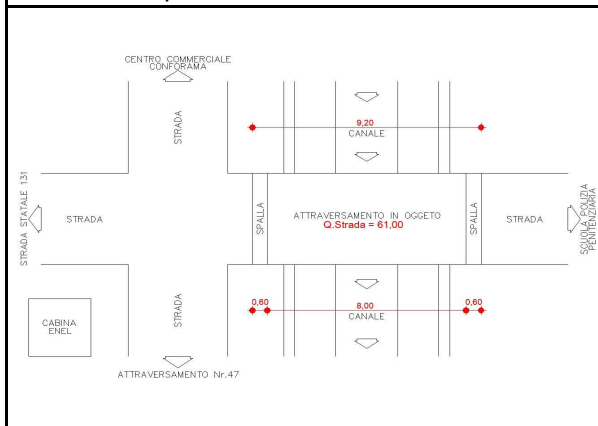 CENTRO COMMERCIALE
CONFORAMA
STRADA
9,20
CANALE
STRADA STATALE 131
STRADA
SPALLA
ATTRAVERSAMENTO IN OGGETO
Q.Strada = 61,00
SPALLA
STRADA
SCUOLA POLIZIA
PENITENZIARIA
STRADA
0,60
8,00
0,60
CANALE
CABINA
ENEL
ATTRAVERSAMENTO Nr.47